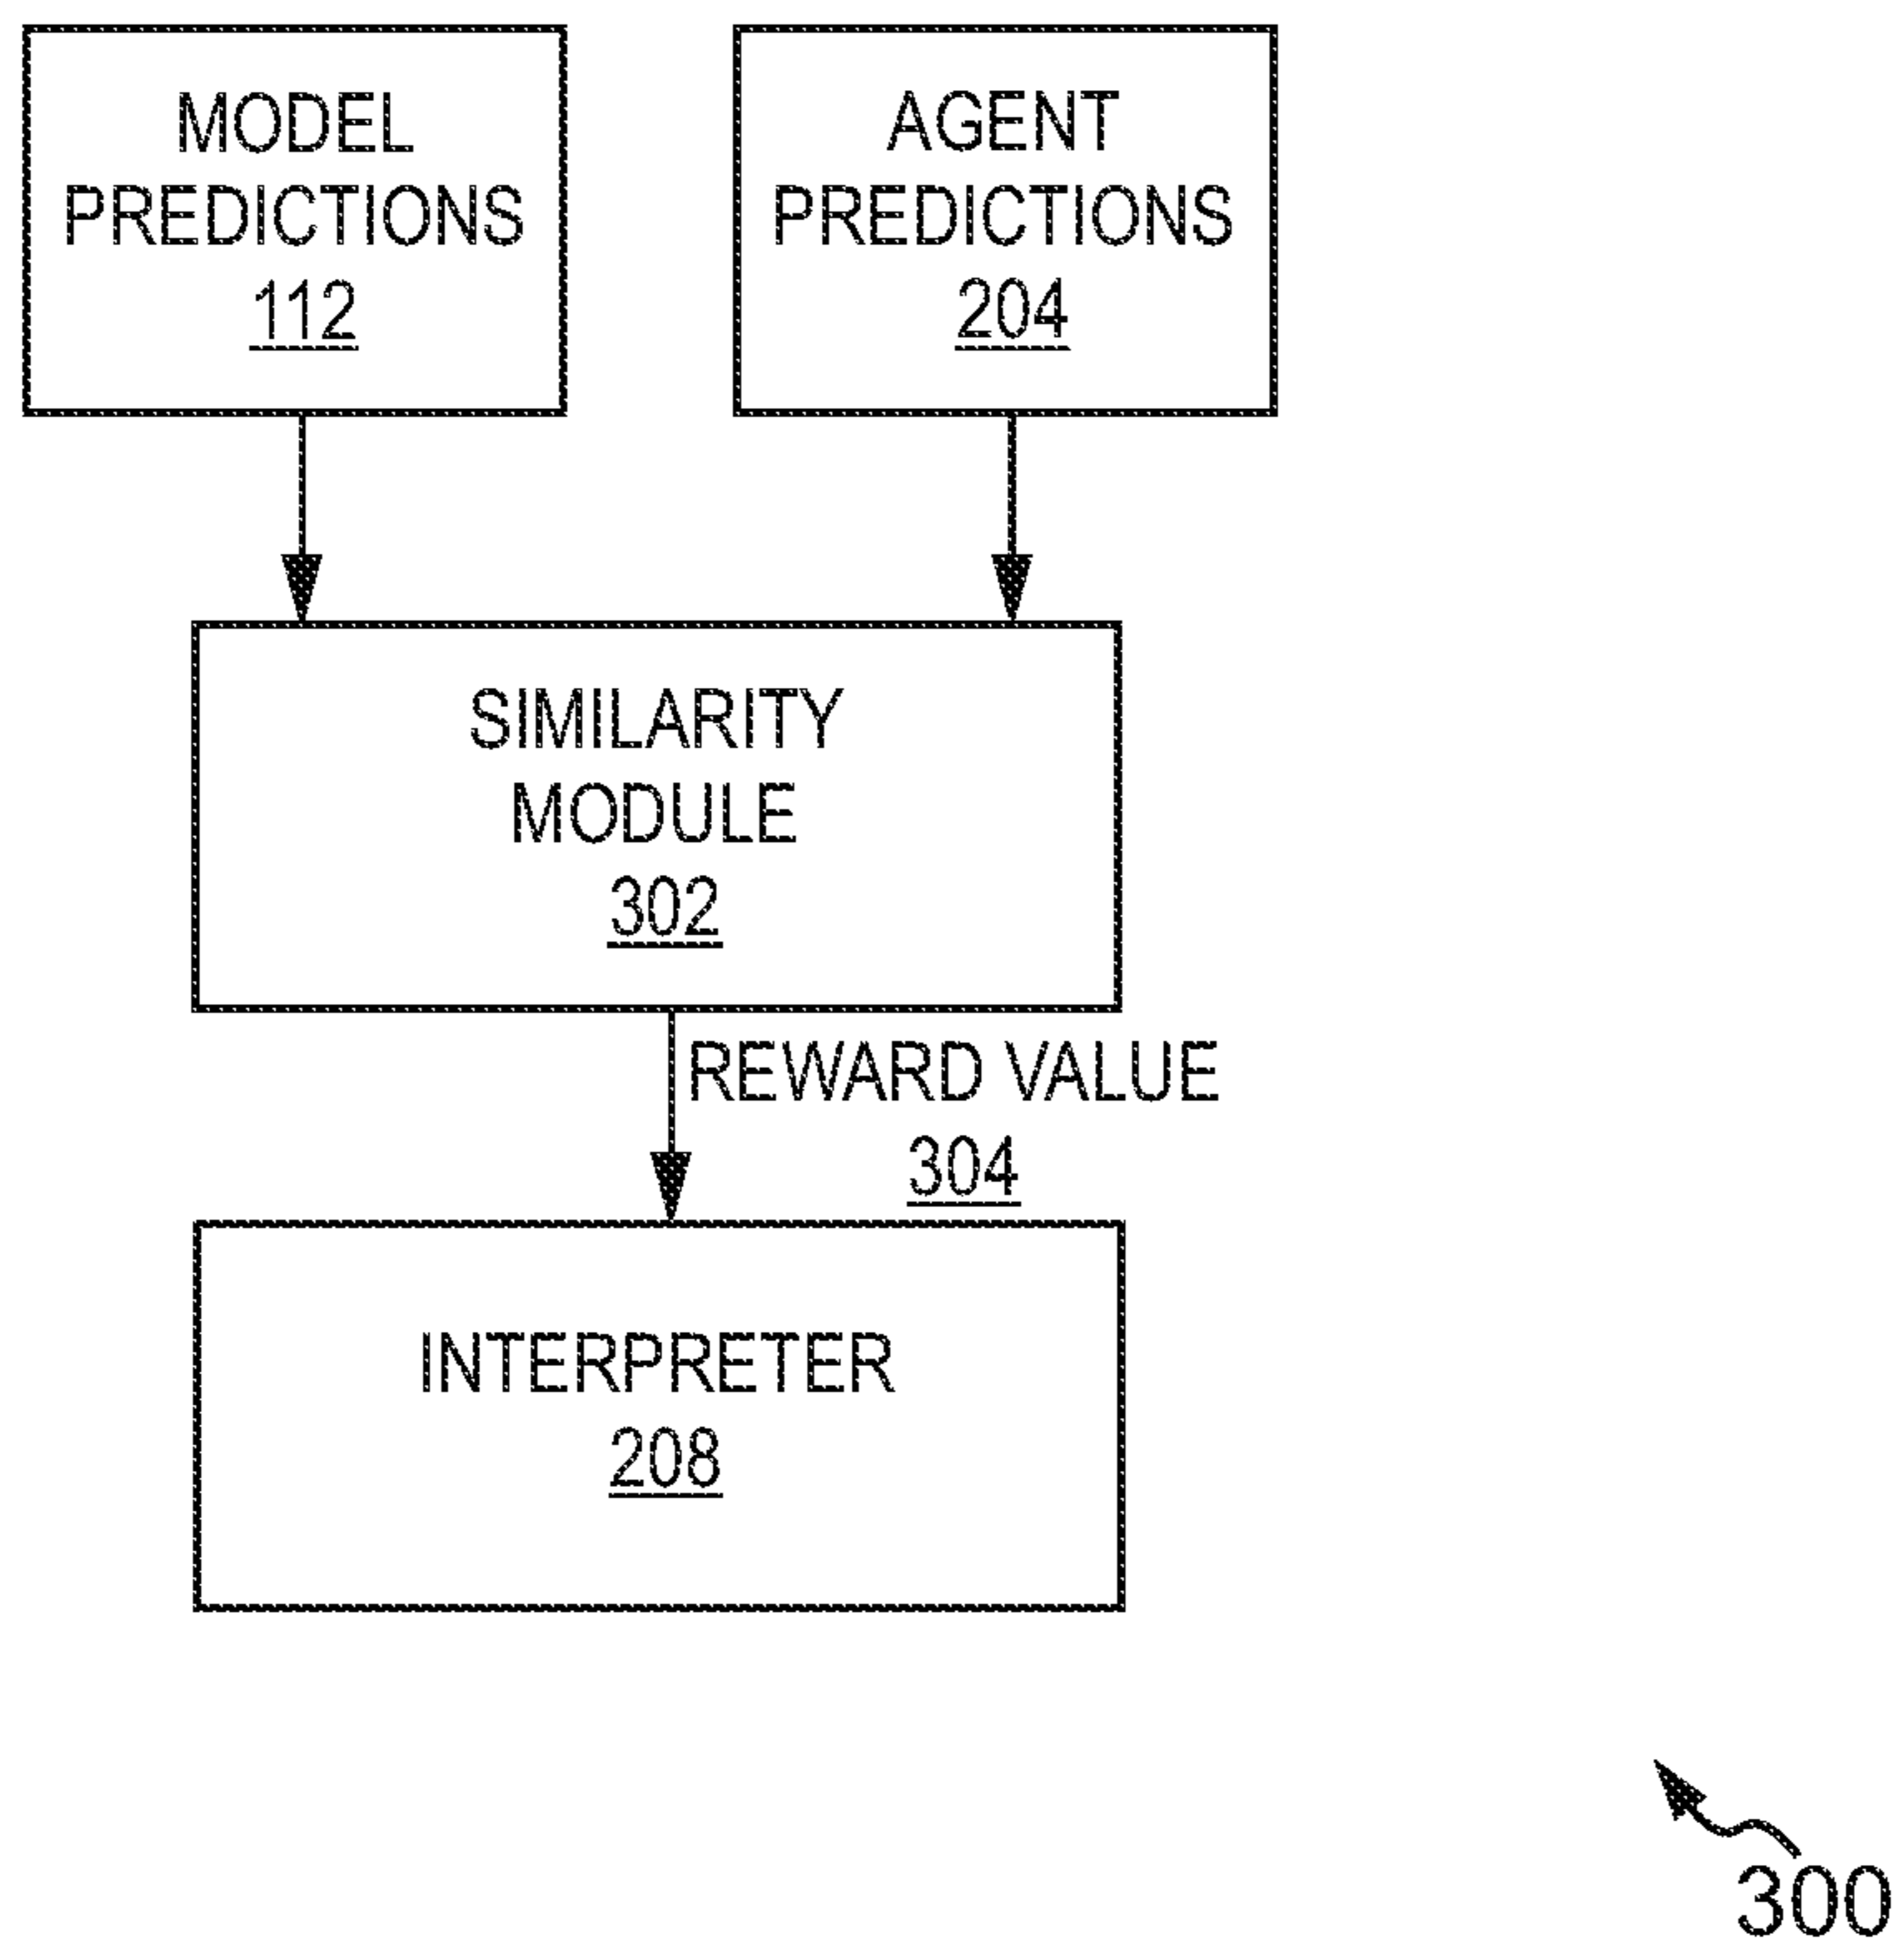 MODEL
PREDICTIONS
112
AGENT
PREDICTIONS
204
SIMILARITY
MODULE
302
REWARD VALUE
304
INTERPRETER
208
300